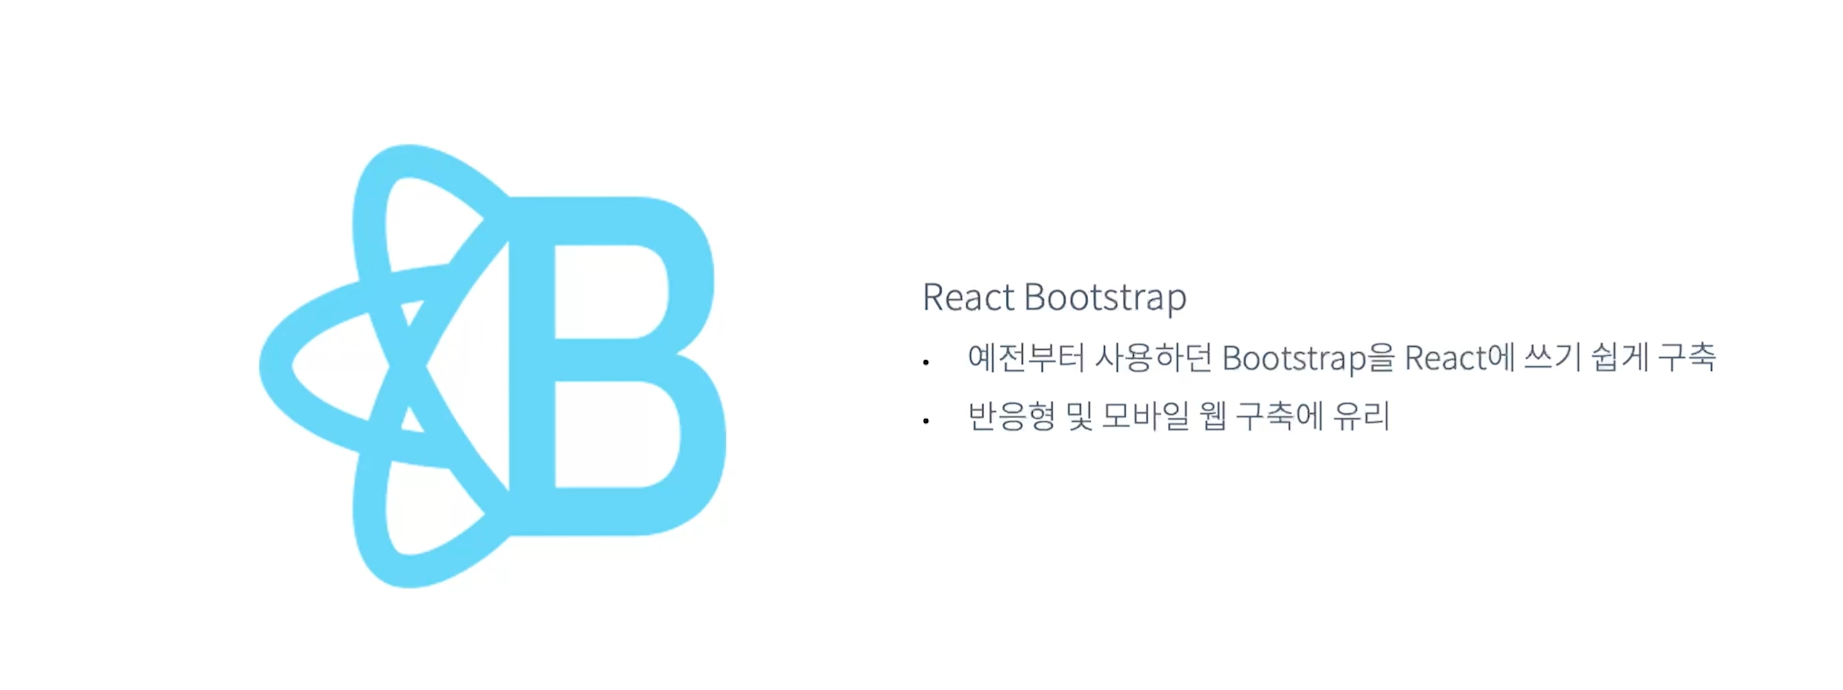 B
React Bootstrap
• 예전부터 사용하던 Bootstrap을 React에 쓰기 쉽게 구축
• 반응형 및 모바일 웹 구축에 유리